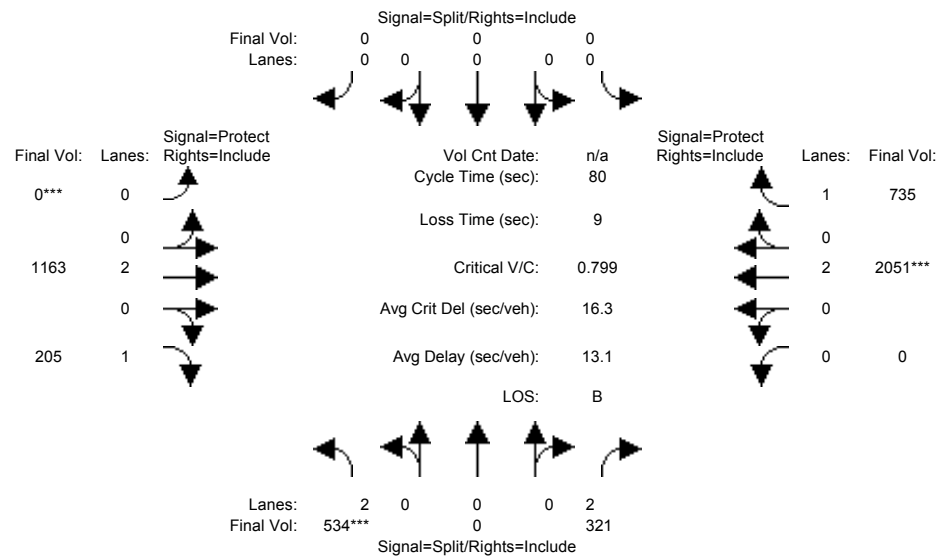 Signal=Split/Rights=Include
Final Vol: 0 0 0
Lanes: 0 0 0 0 0
Signal=Protect Signal=Protect
Final Vol: Lanes: Rights=Include Vol Cnt Date: n/a Rights=Include Lanes: Final Vol:
Cycle Time (sec): 80
0*** 0 1 735
Loss Time (sec): 9
0 0
1163 2 Critical V/C: 0.799 2 2051***
0 Avg Crit Del (sec/veh): 16.3 0
205 1 Avg Delay (sec/veh): 13.1 0 0
LOS: B
Lanes: 2 0 0 0 2
Final Vol: 534*** 0 321
Signal=Split/Rights=Include